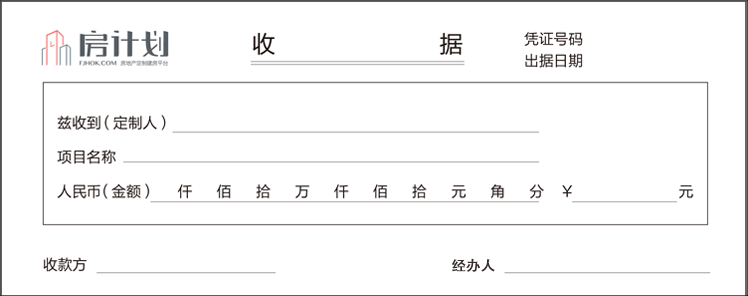 房计划
FJHOK.COM 房地产定制建房平台
收 据
凭证号码
出据日期
兹收到(定制人)
项目名称
人民币(金额) 仟 佰 拾 万 仟 佰 拾 元 角 分 ¥ 元
收款方 经办人